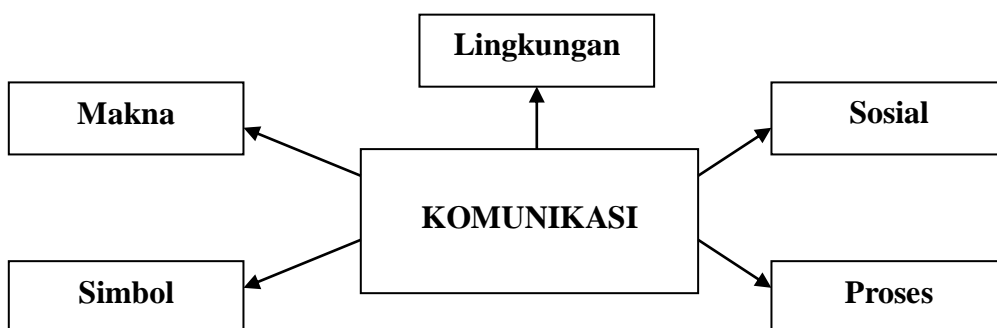 Lingkungan
Makna
Sosial
KOMUNIKASI
Simbol
Proses